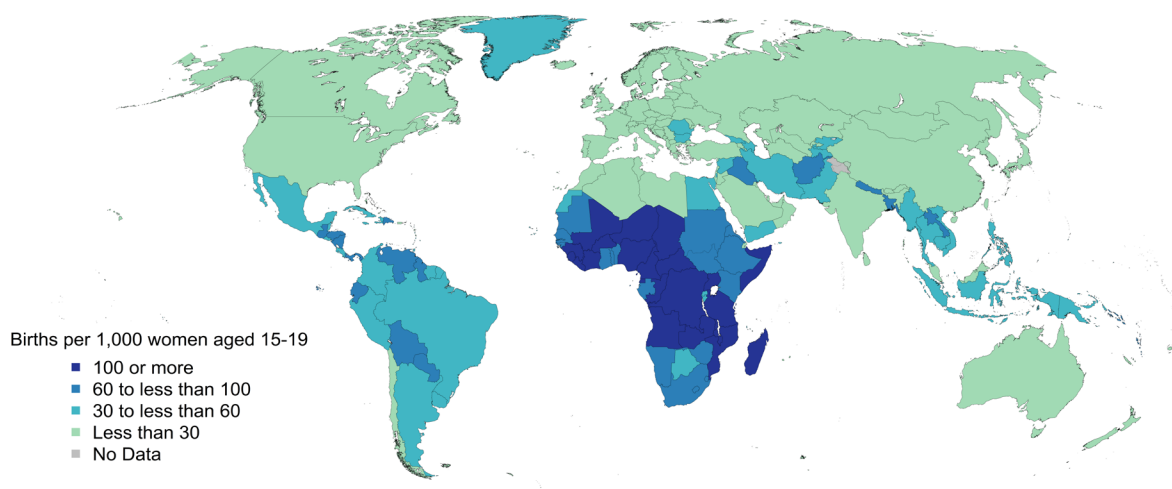 Births per 1,000 women aged 15-19
100 or more
60 to less than 100
30 to less than 60
Less than 30
No Data